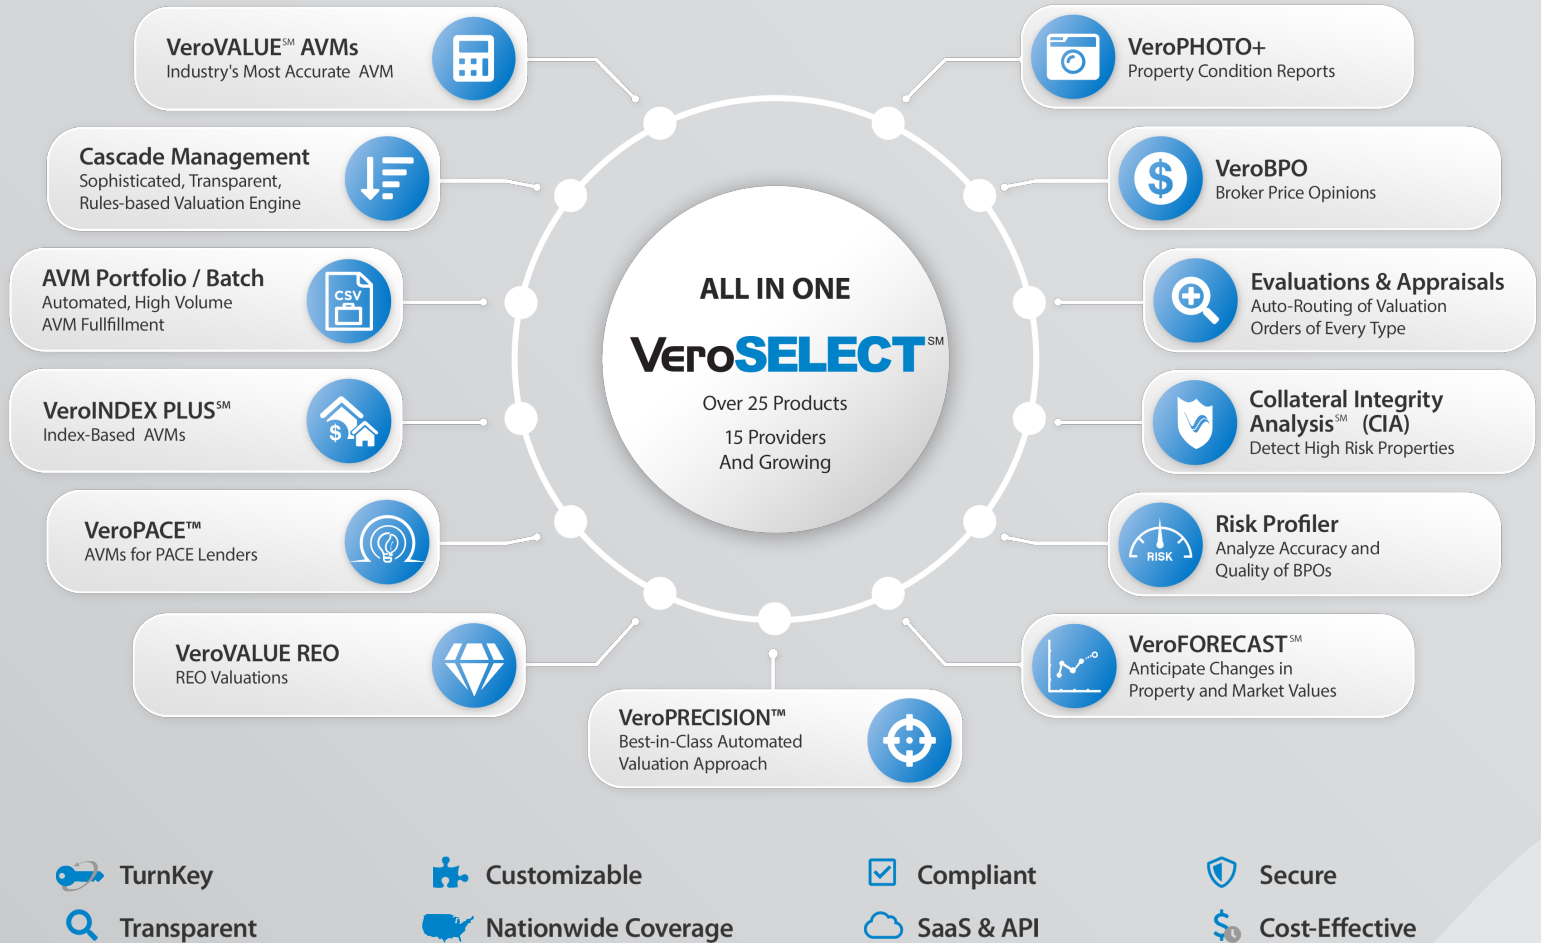 VeroVALUE℠ AVMs
Industry's Most Accurate AVM
Cascade Management
Sophisticated, Transparent,
Rules-based Valuation Engine
AVM Portfolio / Batch
Automated, High Volume
AVM Fullfillment
CSV
VeroINDEX PLUS℠
Index-Based AVMs
$
VeroPACE™
AVMs for PACE Lenders
VeroVALUE REO
REO Valuations
ALL IN ONE
VeroSELECT℠
Over 25 Products
15 Providers
And Growing
VeroPHOTO+
Property Condition Reports
$
VeroBPO
Broker Price Opinions
Evaluations & Appraisals
Auto-Routing of Valuation
Orders of Every Type
Collateral Integrity
Analysis℠ (CIA)
Detect High Risk Properties
RISK
Risk Profiler
Analyze Accuracy and
Quality of BPOs
VeroFORECAST℠
Anticipate Changes in
Property and Market Values
VeroPRECISION™
Best-in-Class Automated
Valuation Approach
TurnKey
Customizable
Compliant
Secure
Transparent
Nationwide Coverage
SaaS & API
$
Cost-Effective